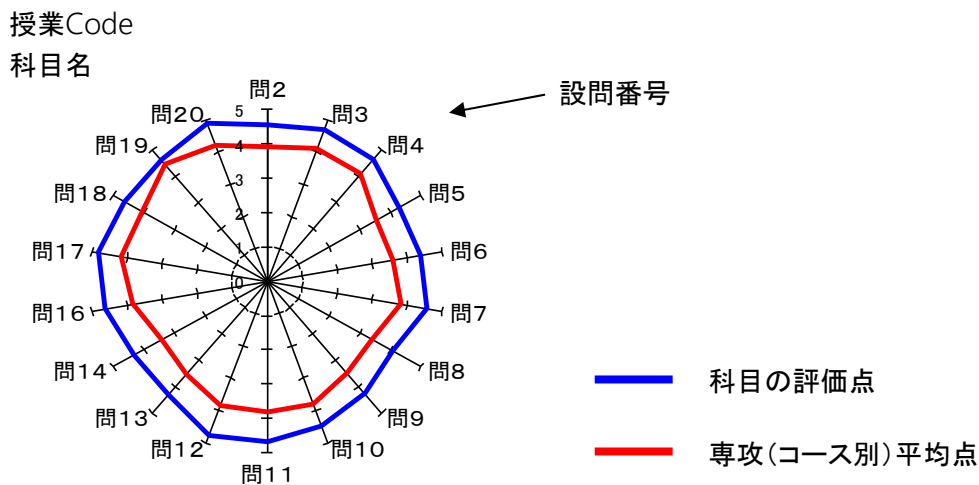 授業Code
科目名
問2
問3
問4
問5
問6
問7
問8
問9
問10
問11
問12
問13
問14
問16
問17
問18
問19
問20
5
4
3
2
1
0
設問番号
科目の評価点
専攻(コース別)平均点